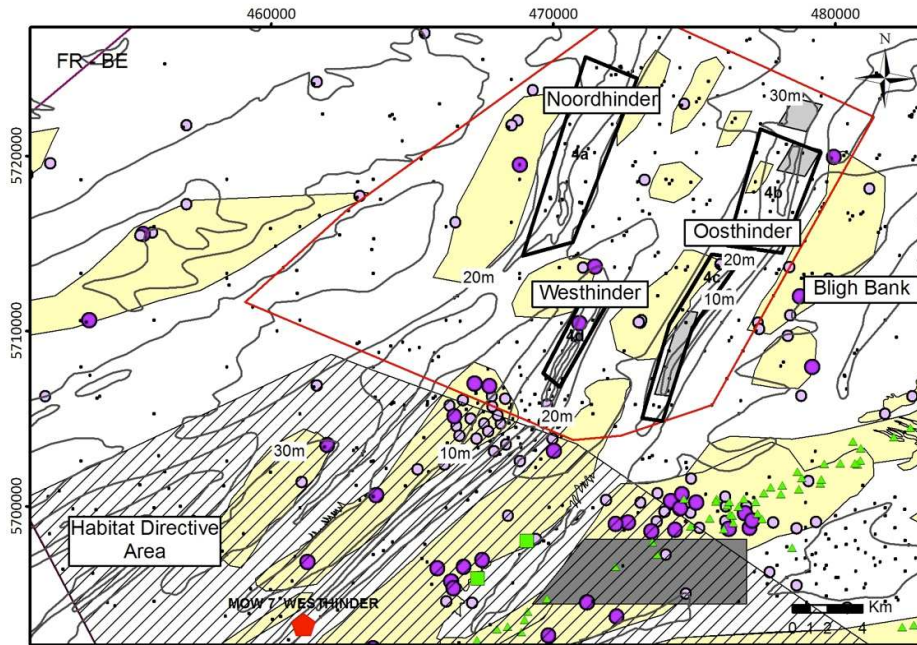 460000
470000
480000
N
FR - BE
30m
Noordhinder
5720000
4a
4b
Oosthinder
20m
20m
4c
Westhinder
10m
Bligh Bank
5710000
4d
20m
30m
10m
5700000
Habitat Directive
Area
MOW 7 WESTHINDER
Km
0 1 2 4